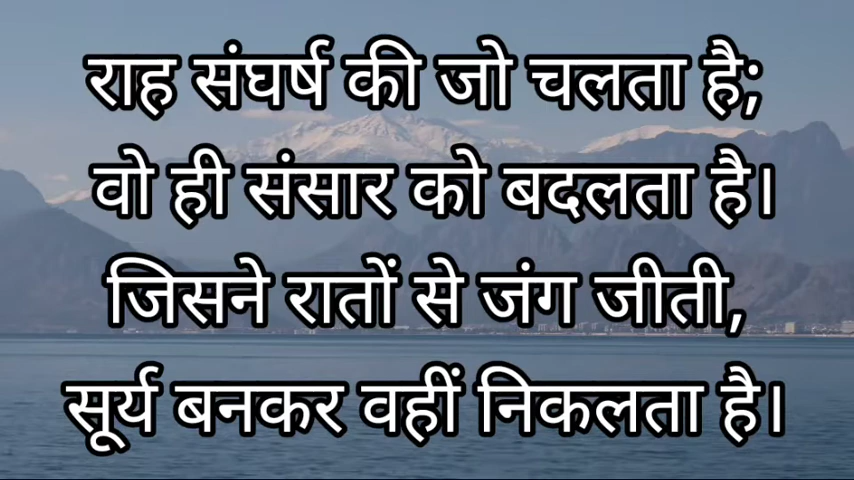 राह संघर्ष की जो चलता है;
वो ही संसार को बदलता है।
जिसने रातों से जंग जीती,
सूर्य बनकर वहीं निकलता है।